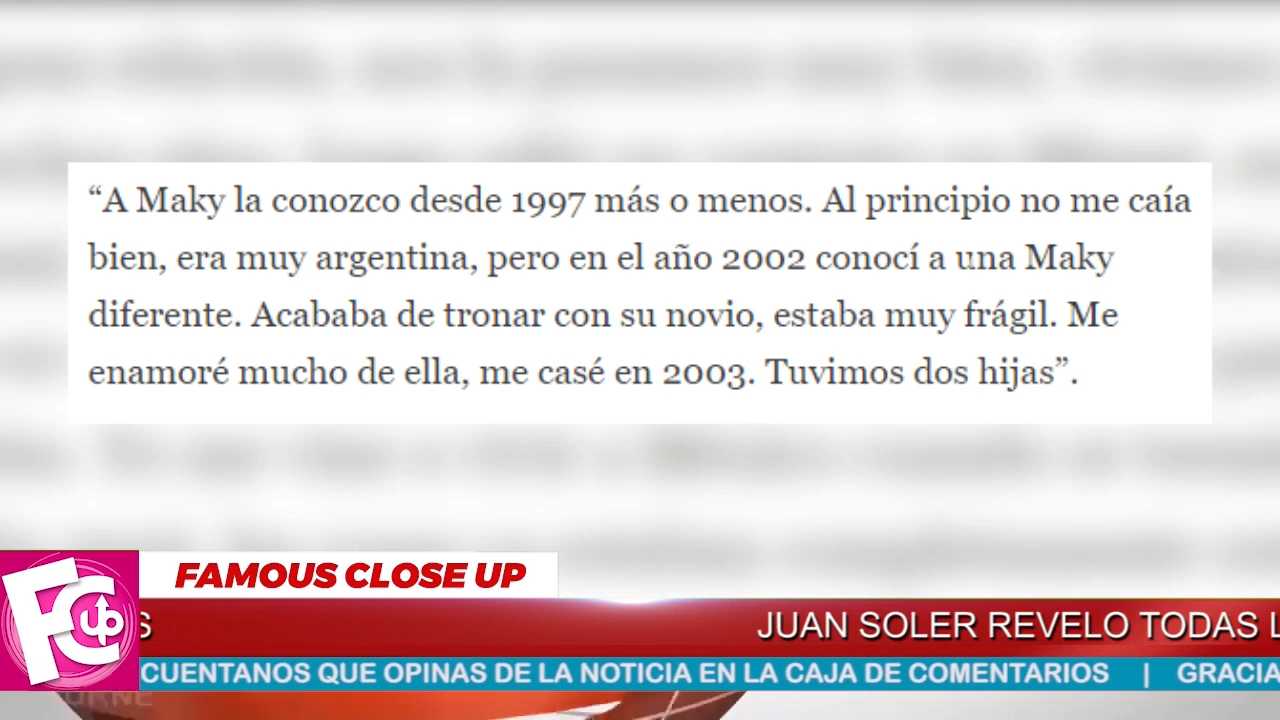 “A Maky la conozco desde 1997 más o menos. Al principio no me caía
bien, era muy argentina, pero en el año 2002 conocí a una Maky
diferente. Acababa de tronar con su novio, estaba muy frágil. Me
enamoré mucho de ella, me casé en 2003. Tuvimos dos hijas”.
FC up
FAMOUS CLOSE UP
S JUAN SOLER REVELO TODAS L
CUENTANOS QUE OPINAS DE LA NOTICIA EN LA CAJA DE COMENTARIOS | GRACIA